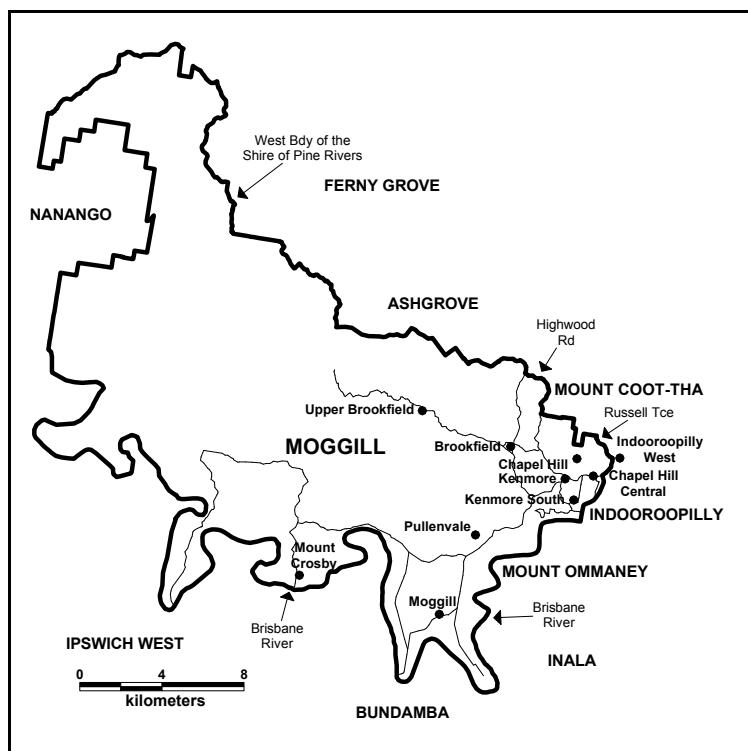 West Bdy of the
Shire of Pine Rivers
FERNY GROVE
NANANGO
ASHGROVE
Highwood
Rd
MOUNT COOT-THA
Upper Brookfield
Russell Tce
MOGGILL
Brookfield
Indooroopilly
West
Chapel Hill
Kenmore
Chapel Hill
Central
Kenmore South
INDOOROOPILLY
Pullenvale
Mount
Crosby
MOUNT OMMANEY
Moggill
Brisbane
River
Brisbane
River
IPSWICH WEST
INALA
0 4 8
kilometers
BUNDAMBA